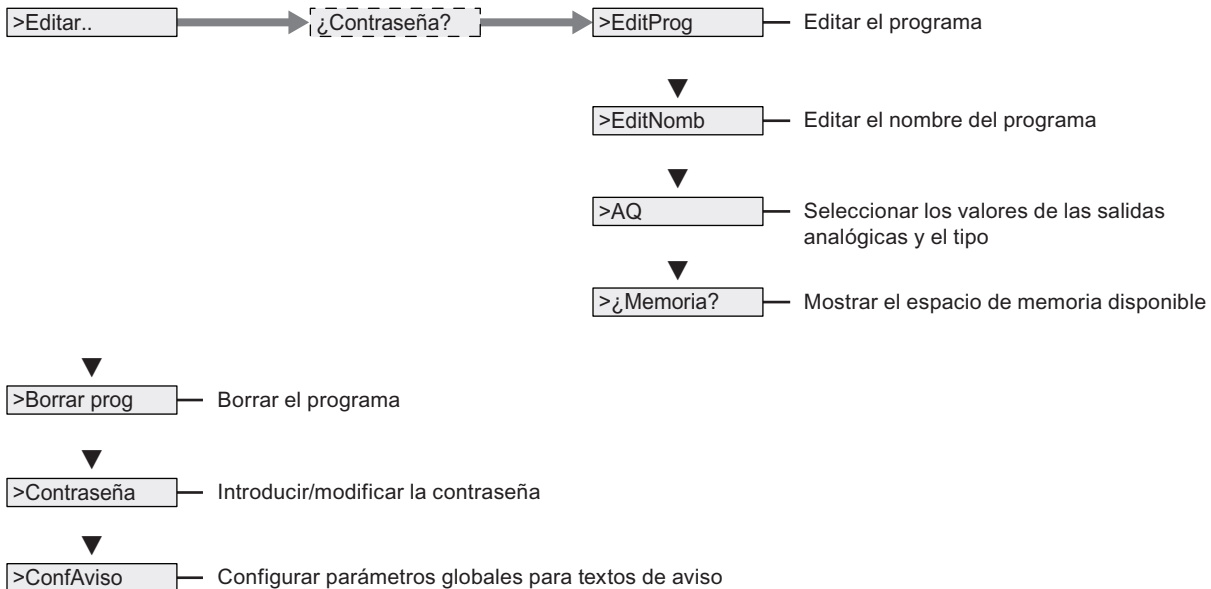 >Editar..
¿Contraseña?
>EditProg
Editar el programa
>EditNomb
Editar el nombre del programa
>AQ
Seleccionar los valores de las salidas
analógicas y el tipo
>¿Memoria?
Mostrar el espacio de memoria disponible
>Borrar prog
Borrar el programa
>Contraseña
Introducir/modificar la contraseña
>ConfAviso
Configurar parámetros globales para textos de aviso